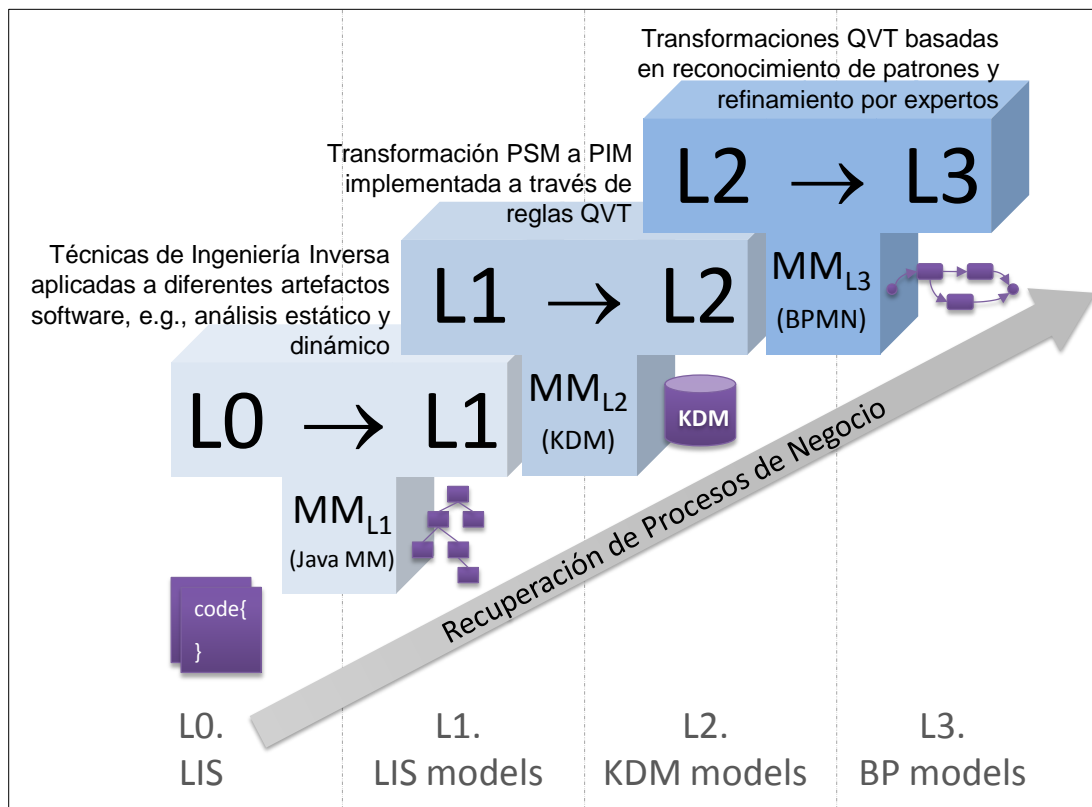 Transformaciones QVT basadas
en reconocimiento de patrones y
refinamiento por expertos
L2 → L3
MML3
(BPMN)
Transformación PSM a PIM
implementada a través de
reglas QVT
L1 → L2
MML2
(KDM)
KDM
Técnicas de Ingeniería Inversa
aplicadas a diferentes artefactos
software, e.g., análisis estático y
dinámico
L0 → L1
MML1
(Java MM)
code{
}
Recuperación de Procesos de Negocio
L0.
LIS
L1.
LIS models
L2.
KDM models
L3.
BP models